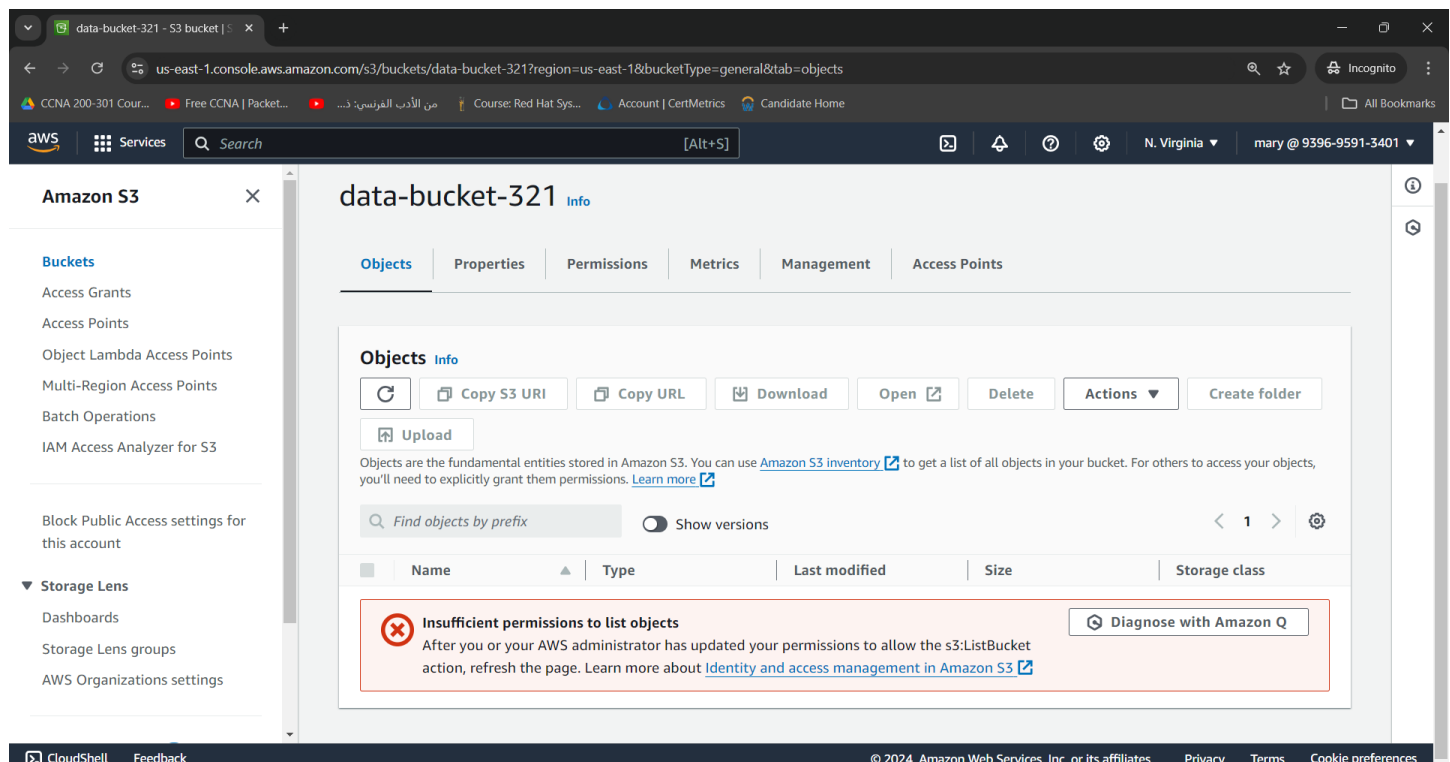 data-bucket-321 - S3 bucket | S
us-east-1.console.aws.amazon.com/s3/buckets/data-bucket-321?region=us-east-1&bucketType=general&tab=objects
Incognito
CCNA 200-301 Cour...
Free CCNA | Packet...
من الأدب الفرنسي: ذ...
Course: Red Hat Sys...
Account | CertMetrics
Candidate Home
All Bookmarks
aws
Services
Search
[Alt+S]
N. Virginia
mary @ 9396-9591-3401
Amazon S3
Buckets
Access Grants
Access Points
Object Lambda Access Points
Multi-Region Access Points
Batch Operations
IAM Access Analyzer for S3
Block Public Access settings for
this account
Storage Lens
Dashboards
Storage Lens groups
AWS Organizations settings
data-bucket-321 Info
Objects
Properties
Permissions
Metrics
Management
Access Points
Objects Info
Copy S3 URI
Copy URL
Download
Open
Delete
Actions
Create folder
Upload
Objects are the fundamental entities stored in Amazon S3. You can use Amazon S3 inventory to get a list of all objects in your bucket. For others to access your objects,
you'll need to explicitly grant them permissions. Learn more
Find objects by prefix
Show versions
1
Name
Type
Last modified
Size
Storage class
Insufficient permissions to list objects
After you or your AWS administrator has updated your permissions to allow the s3:ListBucket
action, refresh the page. Learn more about Identity and access management in Amazon S3
Diagnose with Amazon Q
CloudShell
Feedback
© 2024, Amazon Web Services, Inc. or its affiliates.
Privacy
Terms
Cookie preferences